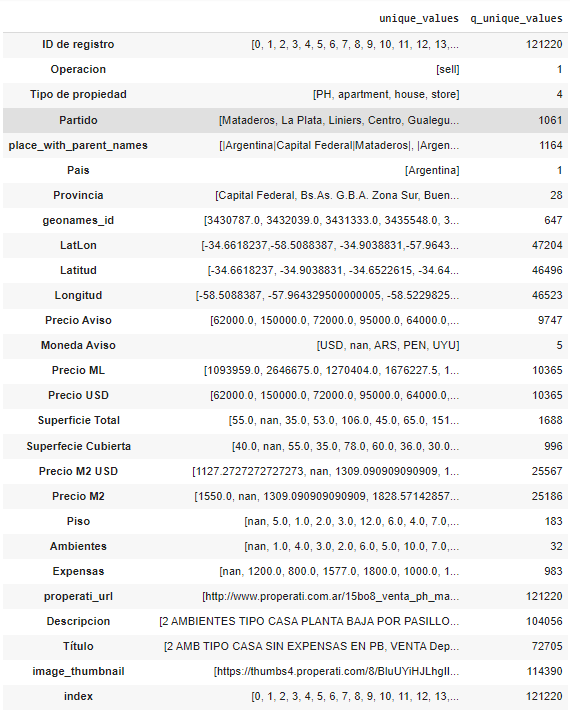 unique_values q_unique_values
ID de registro [0, 1, 2, 3, 4, 5, 6, 7, 8, 9, 10, 11, 12, 13,... 121220
Operacion [sell] 1
Tipo de propiedad [PH, apartment, house, store] 4
Partido [Mataderos, La Plata, Liniers, Centro, Gualegu... 1061
place_with_parent_names [|Argentina|Capital Federal|Mataderos|, |Argen... 1164
Pais [Argentina] 1
Provincia [Capital Federal, Bs.As. G.B.A. Zona Sur, Buen... 28
geonames_id [3430787.0, 3432039.0, 3431333.0, 3435548.0, 3... 647
LatLon [-34.6618237,-58.5088387, -34.9038831,-57.9643... 47204
Latitud [-34.6618237, -34.9038831, -34.6522615, -34.64... 46496
Longitud [-58.5088387, -57.964329500000005, -58.5229825... 46523
Precio Aviso [62000.0, 150000.0, 72000.0, 95000.0, 64000.0,... 9747
Moneda Aviso [USD, nan, ARS, PEN, UYU] 5
Precio ML [1093959.0, 2646675.0, 1270404.0, 1676227.5, 1... 10365
Precio USD [62000.0, 150000.0, 72000.0, 95000.0, 64000.0,... 10365
Superficie Total [55.0, nan, 35.0, 53.0, 106.0, 45.0, 65.0, 151... 1688
Superfecie Cubierta [40.0, nan, 55.0, 35.0, 78.0, 60.0, 36.0, 30.0... 996
Precio M2 USD [1127.2727272727273, nan, 1309.090909090909, 1... 25567
Precio M2 [1550.0, nan, 1309.090909090909, 1828.57142857... 25186
Piso [nan, 5.0, 1.0, 2.0, 3.0, 12.0, 6.0, 4.0, 7.0,... 183
Ambientes [nan, 1.0, 4.0, 3.0, 2.0, 6.0, 5.0, 10.0, 7.0,... 32
Expensas [nan, 1200.0, 800.0, 1577.0, 1800.0, 1000.0, 1... 983
properati_url [http://www.properati.com.ar/15bo8_venta_ph_ma... 121220
Descripcion [2 AMBIENTES TIPO CASA PLANTA BAJA POR PASILLO... 104056
Título [2 AMB TIPO CASA SIN EXPENSAS EN PB, VENTA Dep... 72705
image_thumbnail [https://thumbs4.properati.com/8/BluUYiHJLhgII... 114390
index [0, 1, 2, 3, 4, 5, 6, 7, 8, 9, 10, 11, 12, 13,... 121220